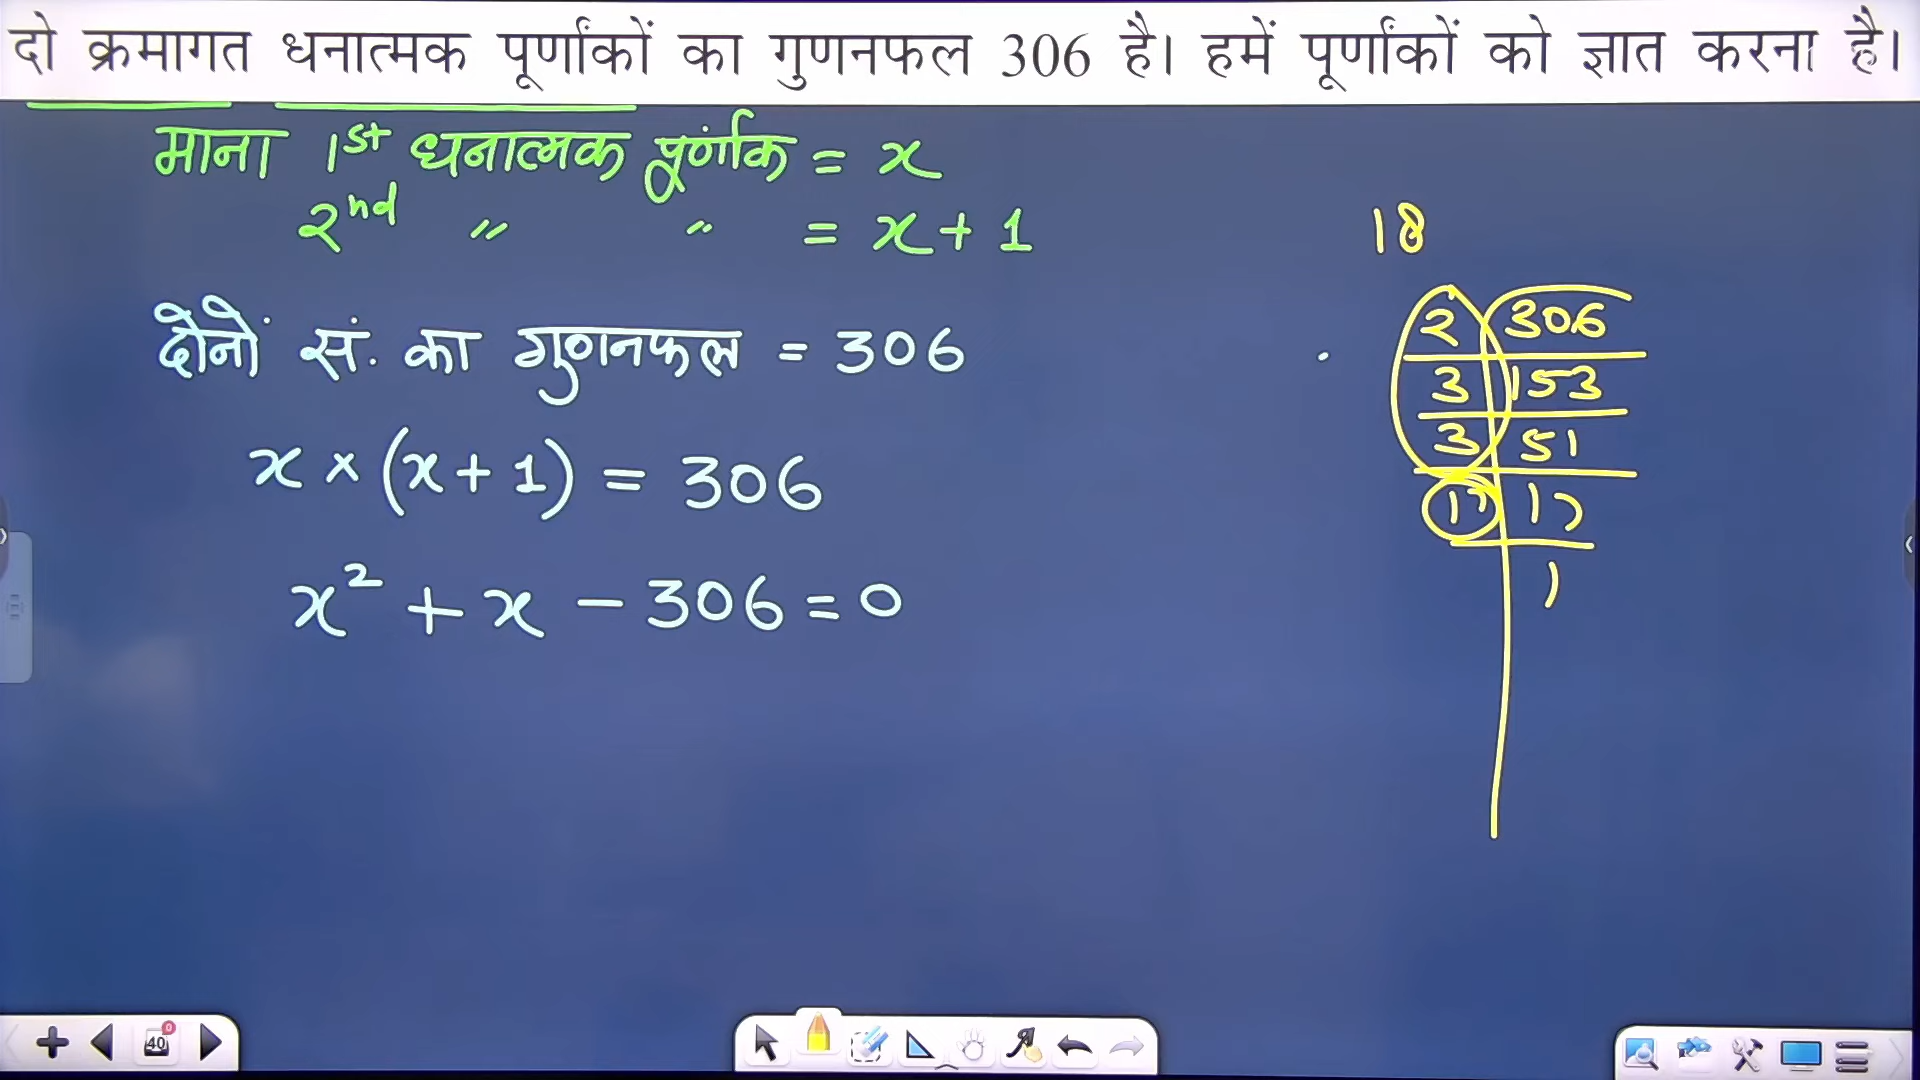 दो क्रमागत धनात्मक पूर्णांकों का गुणनफल 306 है। हमें पूर्णांकों को ज्ञात करना है।
माना 1st धनात्मक पूर्णांक = x
2nd " " = x + 1
दोनों सं. का गुणनफल = 306
x × (x + 1) = 306
x² + x - 306 = 0
18
2 306
3 153
3 51
17 17
1
40
0